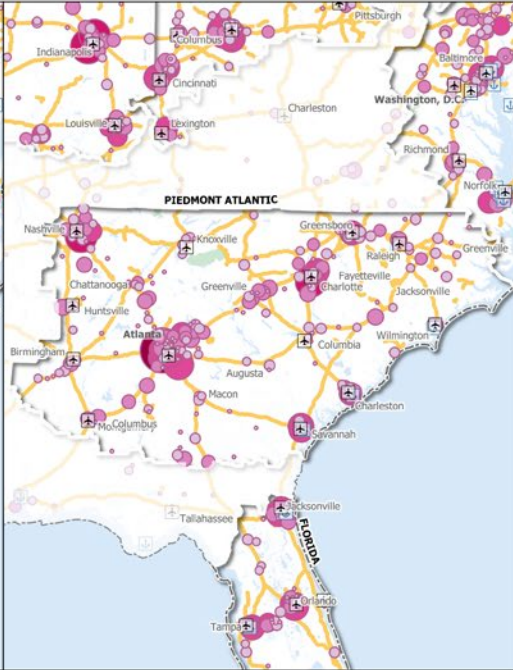 Pittsburgh
Columbus
Indianapolis
Baltimore
Cincinnati
Washington, D.C.
Charleston
Louisville
Lexington
Richmond
Norfolk
PIEDMONT ATLANTIC
Nashville
Greensboro
Knoxville
Raleigh
Greenville
Chattanooga
Greenville
Fayetteville
Charlotte
Jacksonville
Huntsville
Atlanta
Wilmington
Columbia
Birmingham
Augusta
Macon
Charleston
Montgomery
Columbus
Savannah
Jacksonville
Tallahassee
FLORIDA
Orlando
Tampa